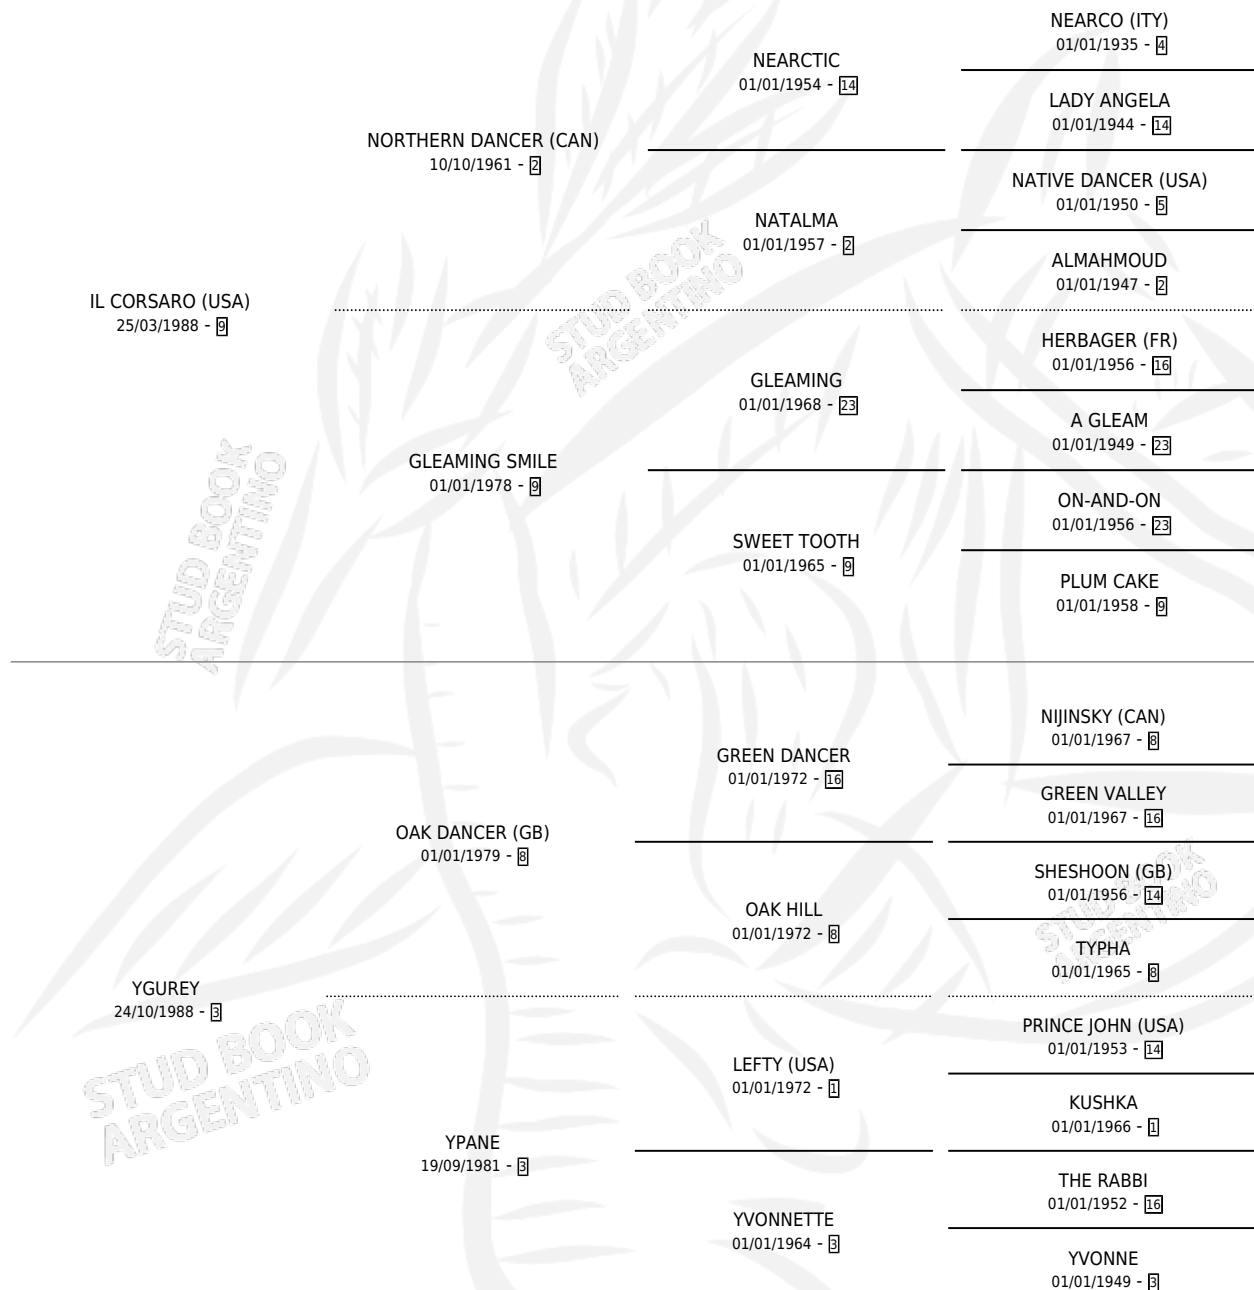 NEARCO (ITY)
01/01/1935 - 4
NEARCTIC
01/01/1954 - 14
LADY ANGELA
01/01/1944 - 14
NORTHERN DANCER (CAN)
10/10/1961 - 2
NATIVE DANCER (USA)
01/01/1950 - 5
NATALMA
01/01/1957 - 2
ALMAHMOUD
01/01/1947 - 2
IL CORSARO (USA)
25/03/1988 - 9
STUD BOOK
ARGENTINO
HERBAGER (FR)
01/01/1956 - 16
GLEAMING
01/01/1968 - 23
A GLEAM
01/01/1949 - 23
GLEAMING SMILE
01/01/1978 - 9
ON-AND-ON
01/01/1956 - 23
SWEET TOOTH
01/01/1965 - 9
PLUM CAKE
01/01/1958 - 9
STUD BOOK
ARGENTINO
NIJINSKY (CAN)
01/01/1967 - 8
GREEN DANCER
01/01/1972 - 16
GREEN VALLEY
01/01/1967 - 16
OAK DANCER (GB)
01/01/1979 - 8
SHESHOON (GB)
01/01/1956 - 14
OAK HILL
01/01/1972 - 8
TYPHA
01/01/1965 - 8
STUD BOOK
ARGENTINO
YGUREY
24/10/1988 - 3
STUD BOOK
ARGENTINO
PRINCE JOHN (USA)
01/01/1953 - 14
LEFTY (USA)
01/01/1972 - 1
KUSHKA
01/01/1966 - 1
YPANE
19/09/1981 - 3
THE RABBI
01/01/1952 - 16
YVONNETTE
01/01/1964 - 3
YVONNE
01/01/1949 - 3